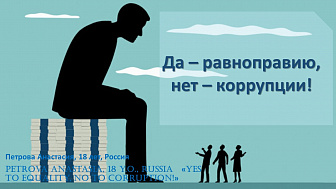 Да – равноправию,
нет – коррупции!
Петрова Анастасия, 18 лет, Россия
PETROVA ANASTASIA, 18 Y.O., RUSSIA «YES
TO EQUALITY, NO TO CORRUPTION!»